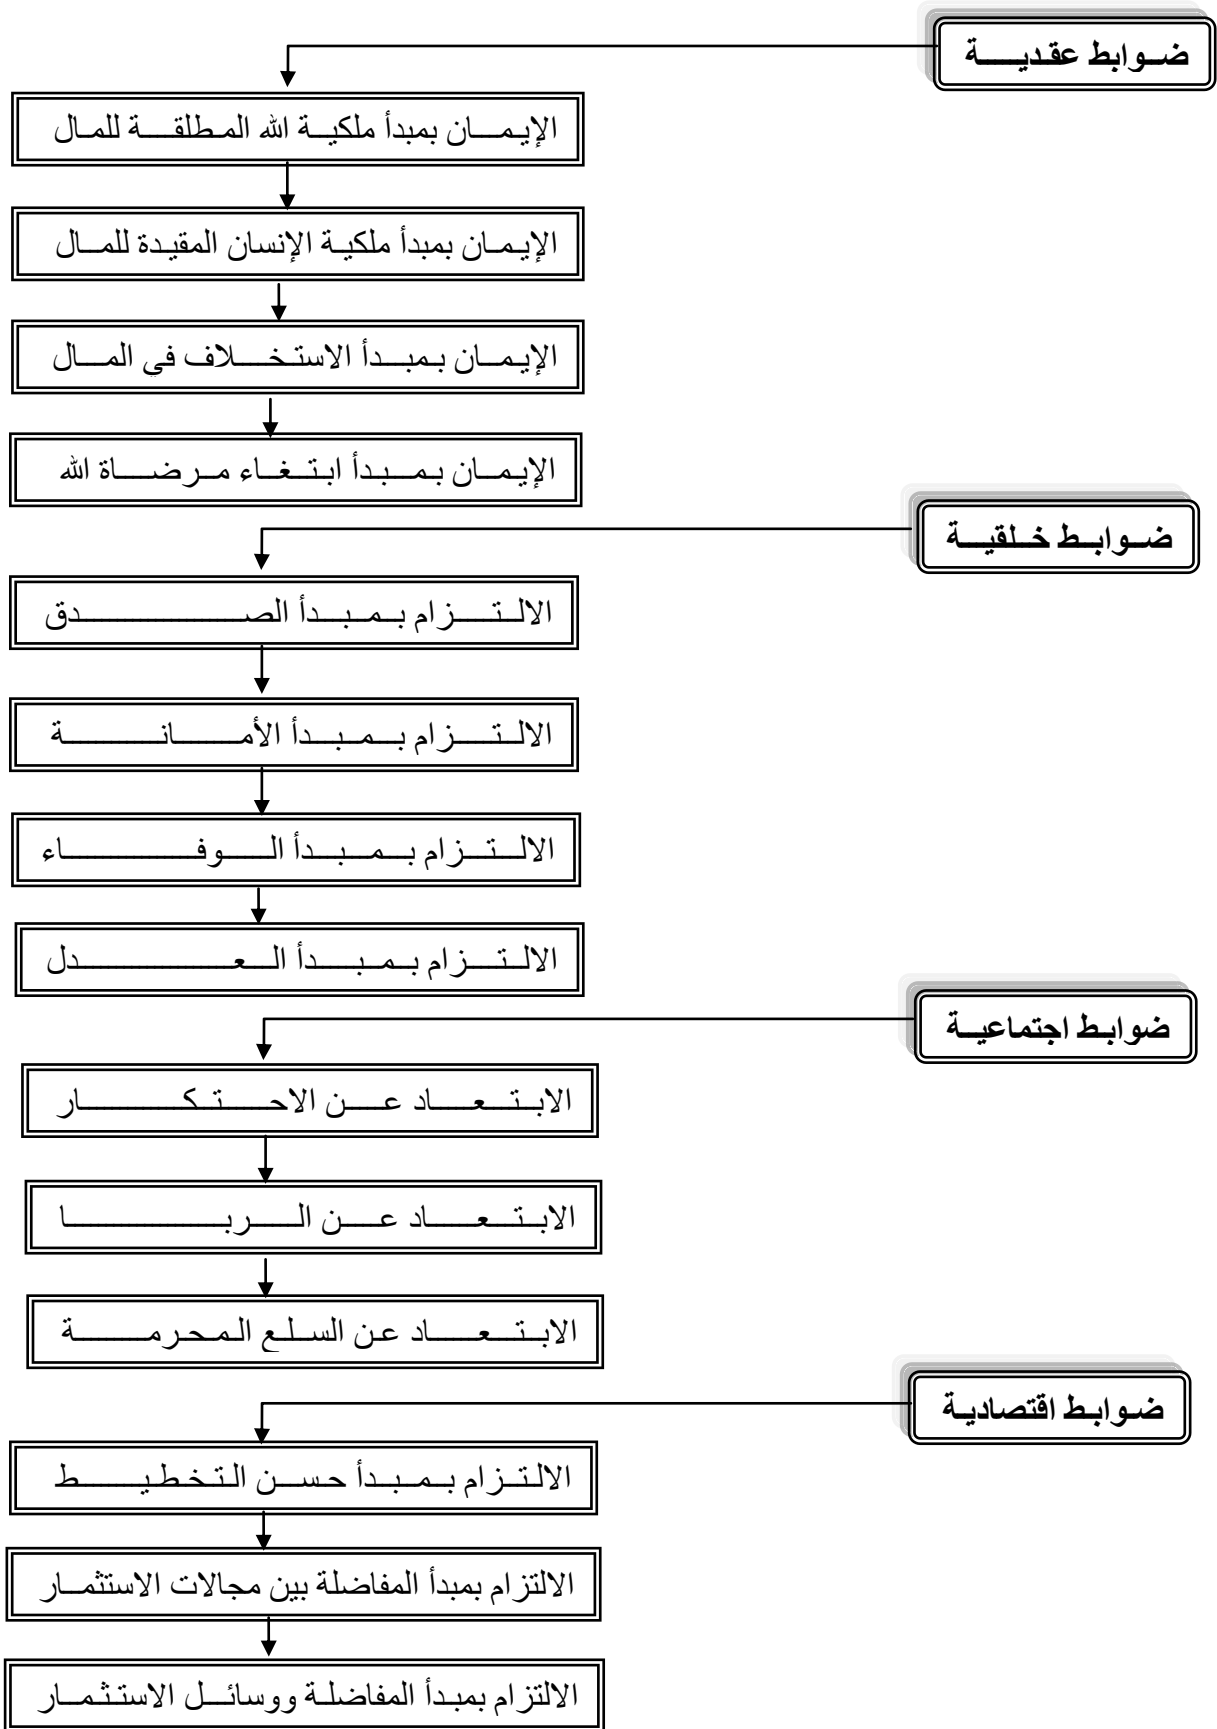 ضوابط عقدية
الإيمان بمبدأ ملكية الله المطلقة للمال
الإيمان بمبدأ ملكية الإنسان المقيدة للمال
الإيمان بمبدأ الاستخلاف في المال
الإيمان بمبدأ ابتغاء مرضاة الله
ضوابط خلقية
الالتزام بمبدأ الصدق
الالتزام بمبدأ الأمانة
الالتزام بمبدأ الوفاء
الالتزام بمبدأ العدل
ضوابط اجتماعية
الابتعاد عن الاحتكار
الابتعاد عن الربا
الابتعاد عن السلع المحرمة
ضوابط اقتصادية
الالتزام بمبدأ حسن التخطيط
الالتزام بمبدأ المفاضلة بين مجالات الاستثمار
الالتزام بمبدأ المفاضلة ووسائل الاستثمار